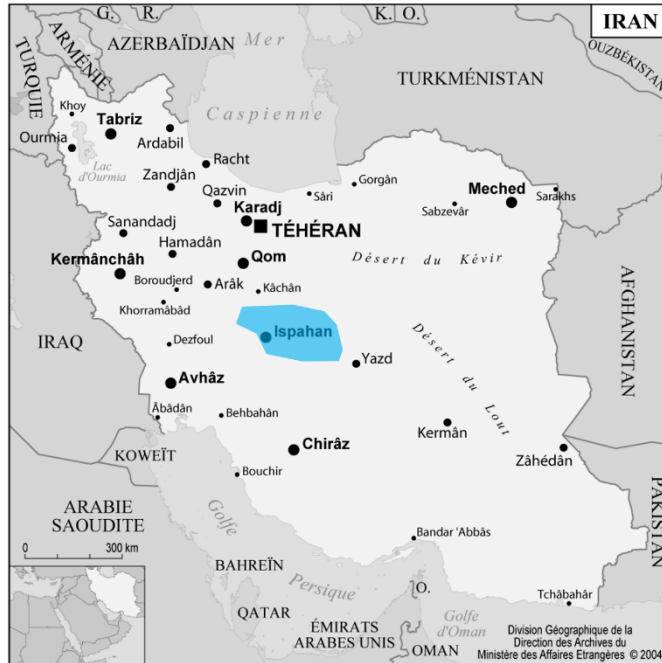 G.
R.
K.
O.
IRAN
ARMÉNIE
AZERBAÏDJAN
Mer
Caspienne
TURKMÉNISTAN
OUZBÉKISTAN
TURQUIE
Khoy
Tabriz
Ourmia
Ardabil
Lac
d'Ourmia
Racht
Zandjân
Qazvin
Sâri
Gorgân
Meched
Sarakhs
Sabzevâr
Karadj
TÉHÉRAN
Sanandadj
Hamadân
Kermânchâh
Qom
Désert du Kévir
Boroudjerd
Arâk
Kâchân
Khorramâbâd
AFGHANISTAN
IRAQ
Dezfoul
Ispahan
Yazd
Désert du Lout
Avhâz
Âbâdân
Behbahân
Kermân
KOWEÏT
Chirâz
Zâhédân
Bouchir
PAKISTAN
ARABIE
SAOUDITE
0 300 km
Golfe
Persique
Bandar 'Abbâs
BAHREÏN
QATAR
O.
Tchâbahâr
ÉMIRATS
ARABES UNIS
Golfe
d'Oman
OMAN
Division Géographique de la
Direction des Archives du
Ministère des Affaires Etrangères © 2004